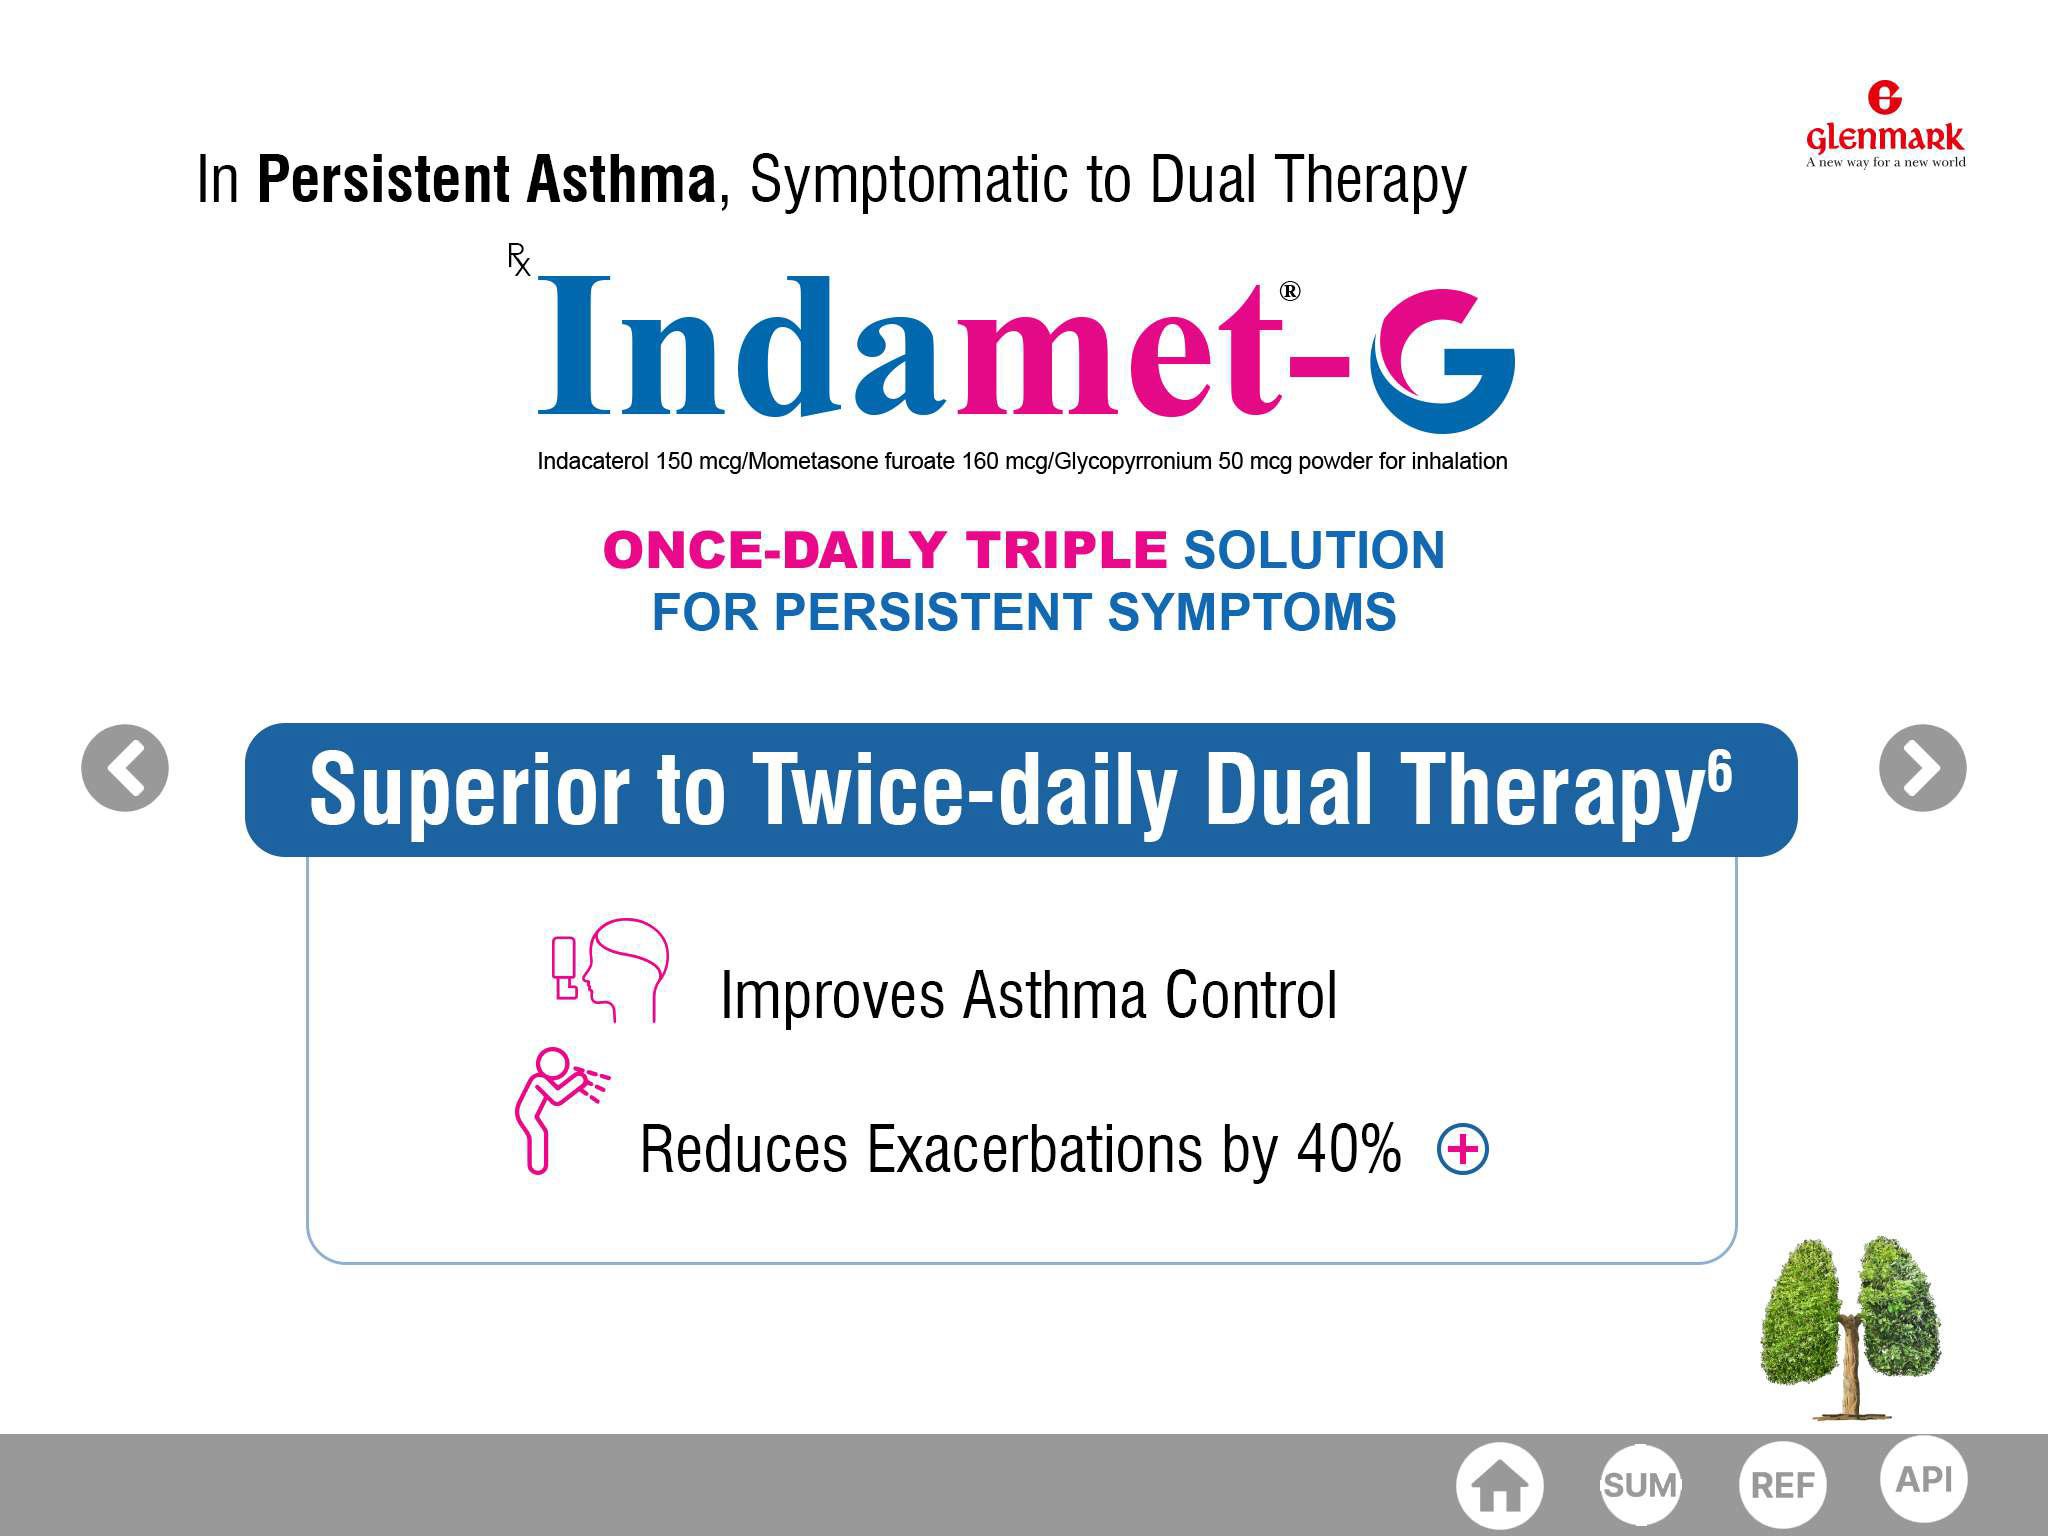 glenmark
A new way for a new world
In Persistent Asthma, Symptomatic to Dual Therapy
Rx
Indamet®-G
Indacaterol 150 mcg/Mometasone furoate 160 mcg/Glycopyrronium 50 mcg powder for inhalation
ONCE-DAILY TRIPLE SOLUTION
FOR PERSISTENT SYMPTOMS
Superior to Twice-daily Dual Therapy⁶
Improves Asthma Control
Reduces Exacerbations by 40%
SUM
REF
API